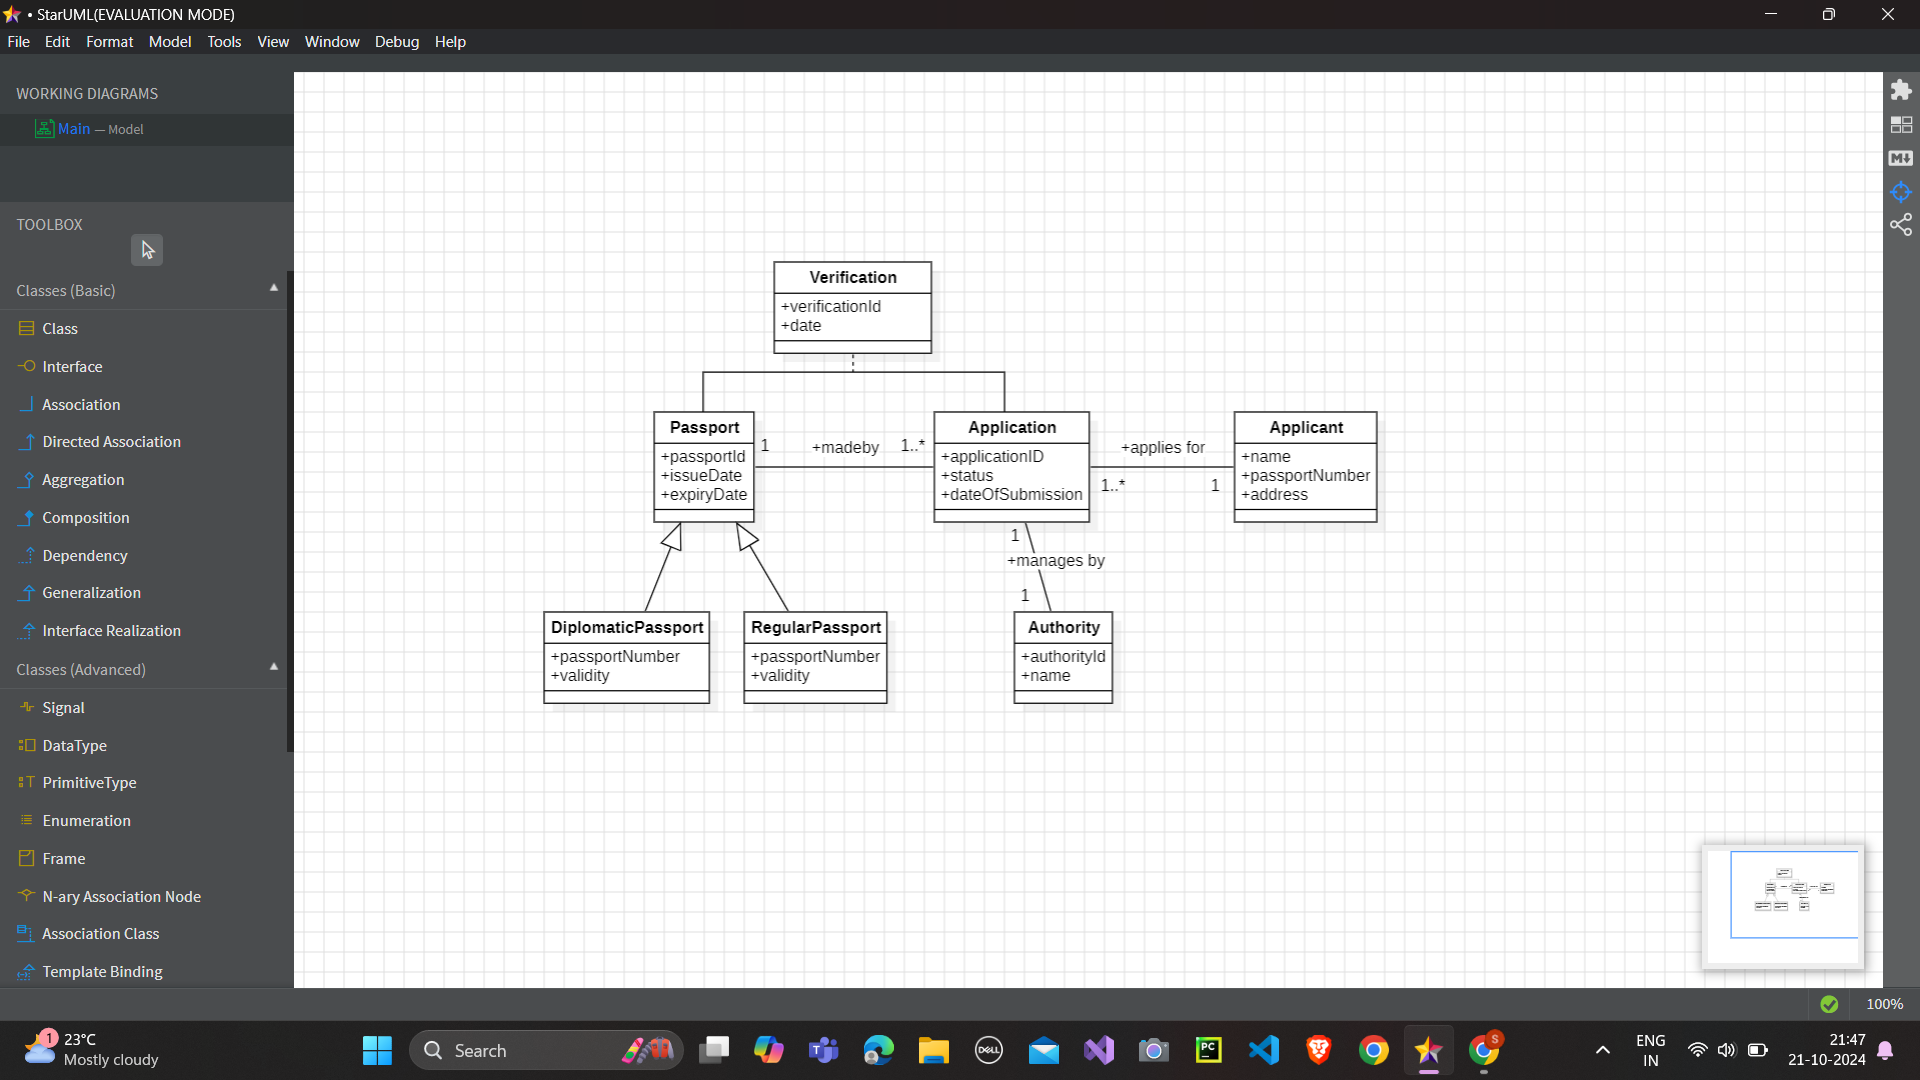 • StarUML(EVALUATION MODE)
File Edit Format Model Tools View Window Debug Help
WORKING DIAGRAMS
Main — Model
TOOLBOX
Classes (Basic)
Class
Interface
Association
Directed Association
Aggregation
Composition
Dependency
Generalization
Interface Realization
Classes (Advanced)
Signal
DataType
PrimitiveType
Enumeration
Frame
N-ary Association Node
Association Class
Template Binding
Verification
+verificationId
+date
Passport
+passportId
+issueDate
+expiryDate
1
+madeby
1..*
Application
+applicationID
+status
+dateOfSubmission
+applies for
1..*
1
Applicant
+name
+passportNumber
+address
1
+manages by
1
DiplomaticPassport
+passportNumber
+validity
RegularPassport
+passportNumber
+validity
Authority
+authorityId
+name
M
100%
1
23°C
Mostly cloudy
Search
T
DELL
PC
S
ENG
IN
21:47
21-10-2024